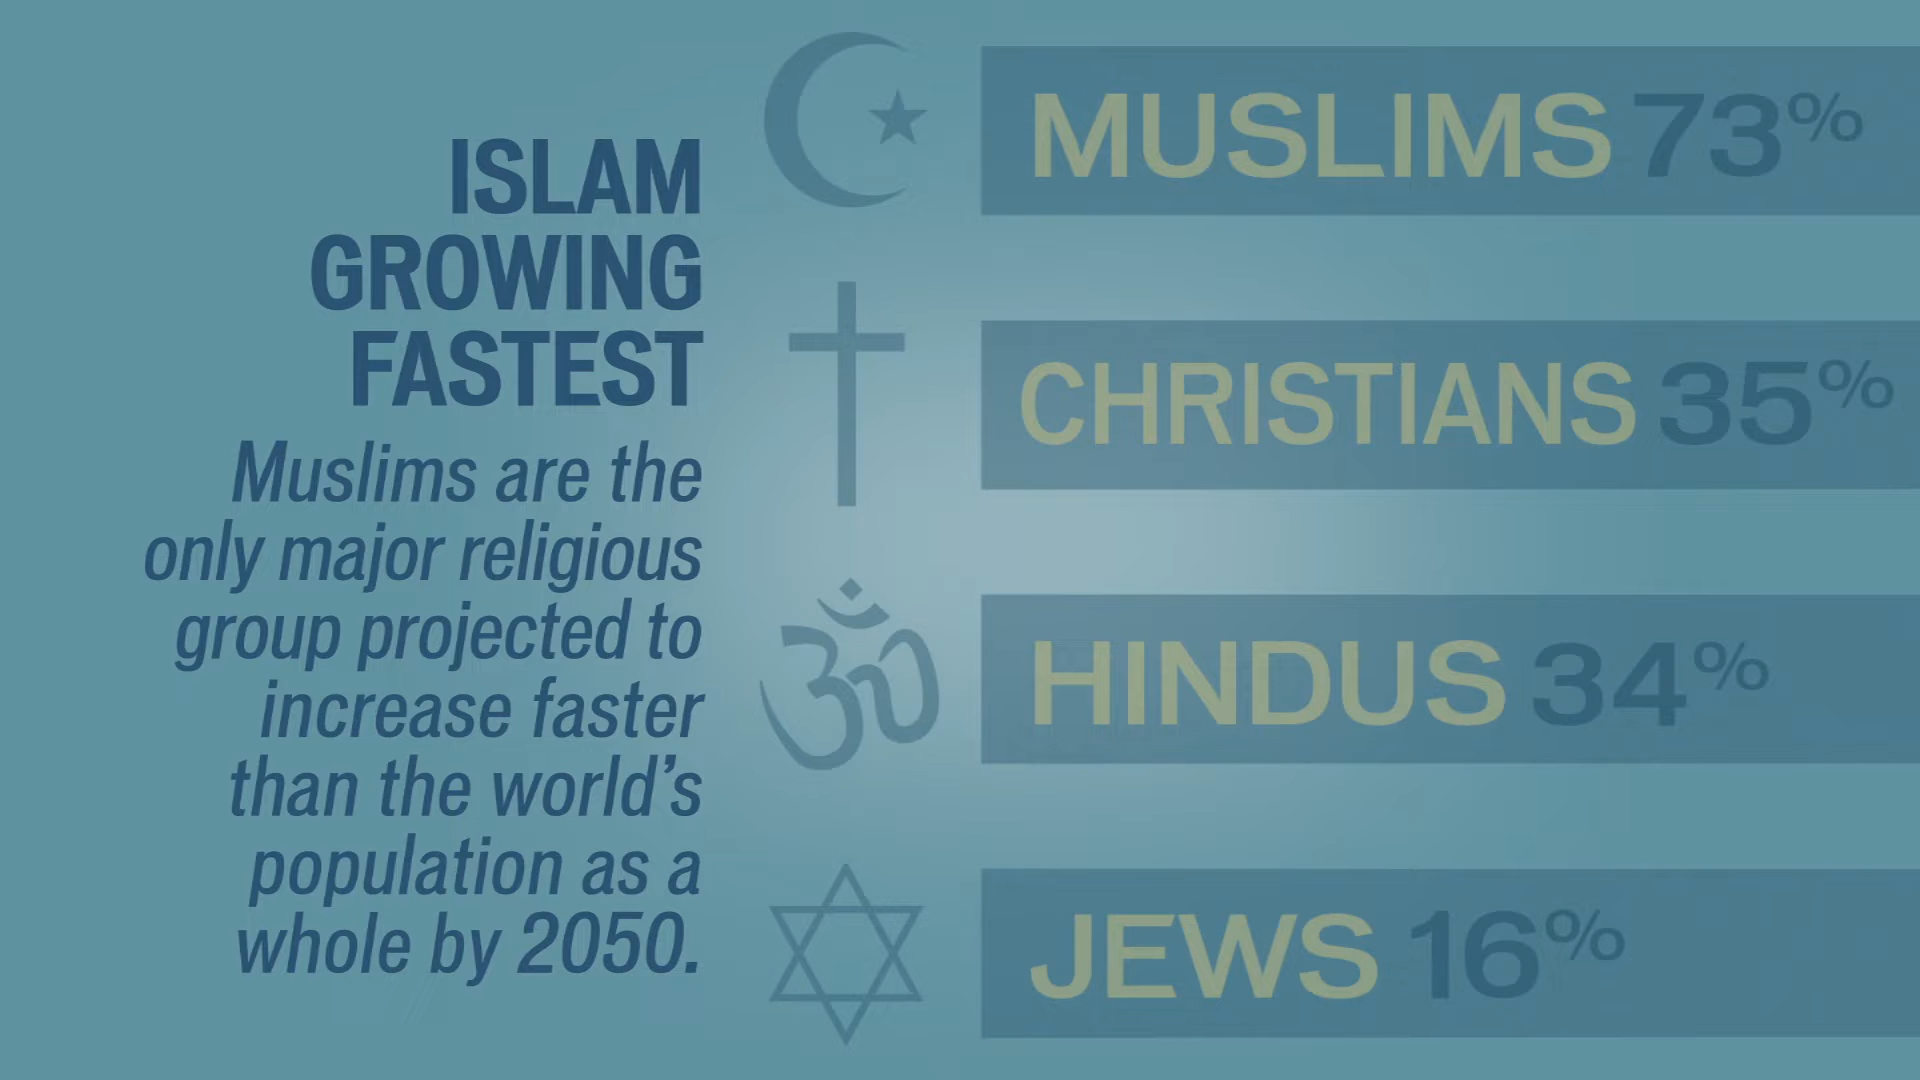 ISLAM
GROWING
FASTEST
Muslims are the
only major religious
group projected to
increase faster
than the world’s
population as a
whole by 2050.
MUSLIMS 73%
CHRISTIANS 35%
HINDUS 34%
JEWS 16%